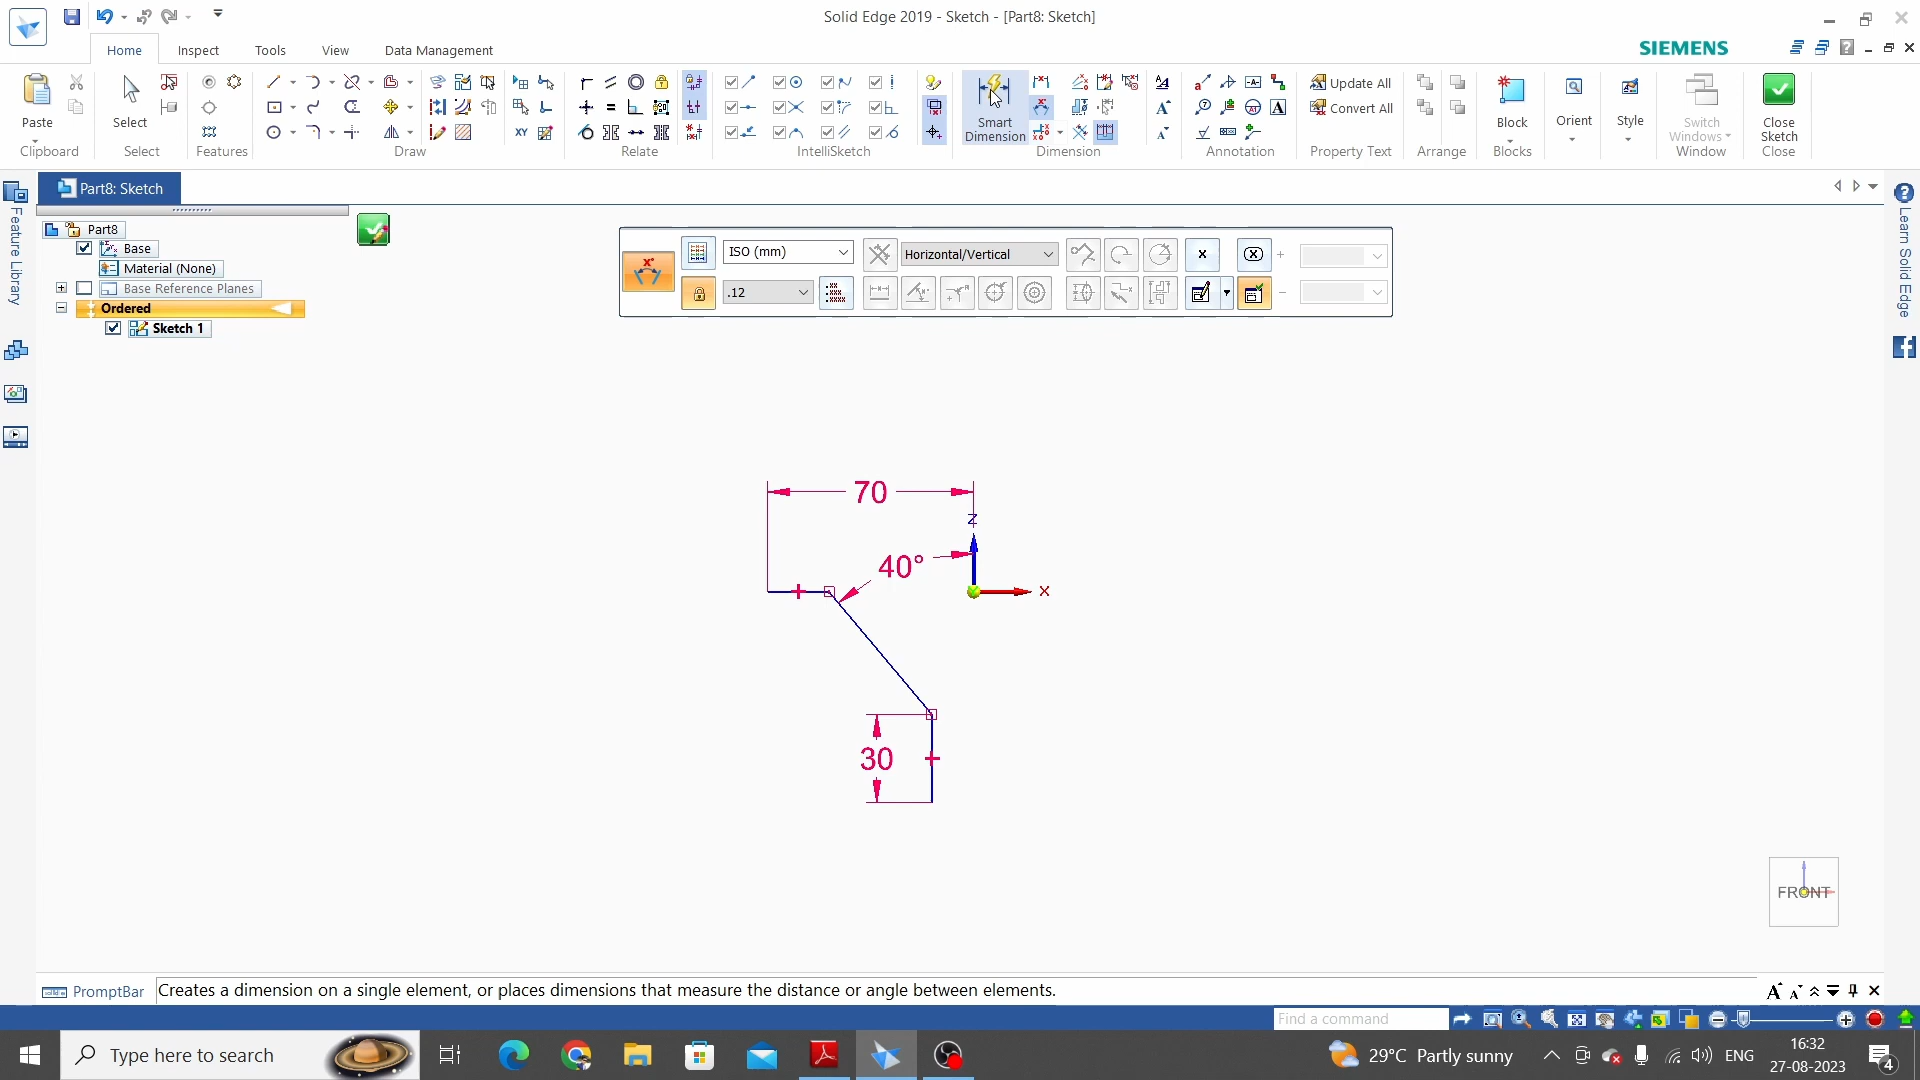 Solid Edge 2019 - Sketch - [Part8: Sketch]
Home
Inspect
Tools
View
Data Management
SIEMENS
Paste
Clipboard
Select
Select
Features
Draw
Relate
IntelliSketch
Smart
Dimension
Dimension
Annotation
Update All
Convert All
Property Text
Arrange
Block
Blocks
Orient
Style
Switch
Windows
Window
Close
Sketch
Close
Part8: Sketch
Feature Library
Learn Solid Edge
Part8
Base
Material (None)
Base Reference Planes
Ordered
Sketch 1
ISO (mm)
.12
Horizontal/Vertical
70
Z
40°
X
30
FRONT
PromptBar
Creates a dimension on a single element, or places dimensions that measure the distance or angle between elements.
Find a command
Type here to search
29°C Partly sunny
ENG
16:32
27-08-2023
4